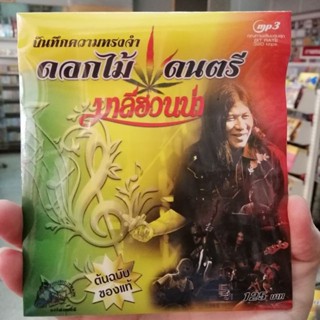 mp3
บันทึกความทรงจำ
ดอกไม้ ดนตรี
มาลีฮวนน่า
ต้นฉบับ
ของแท้